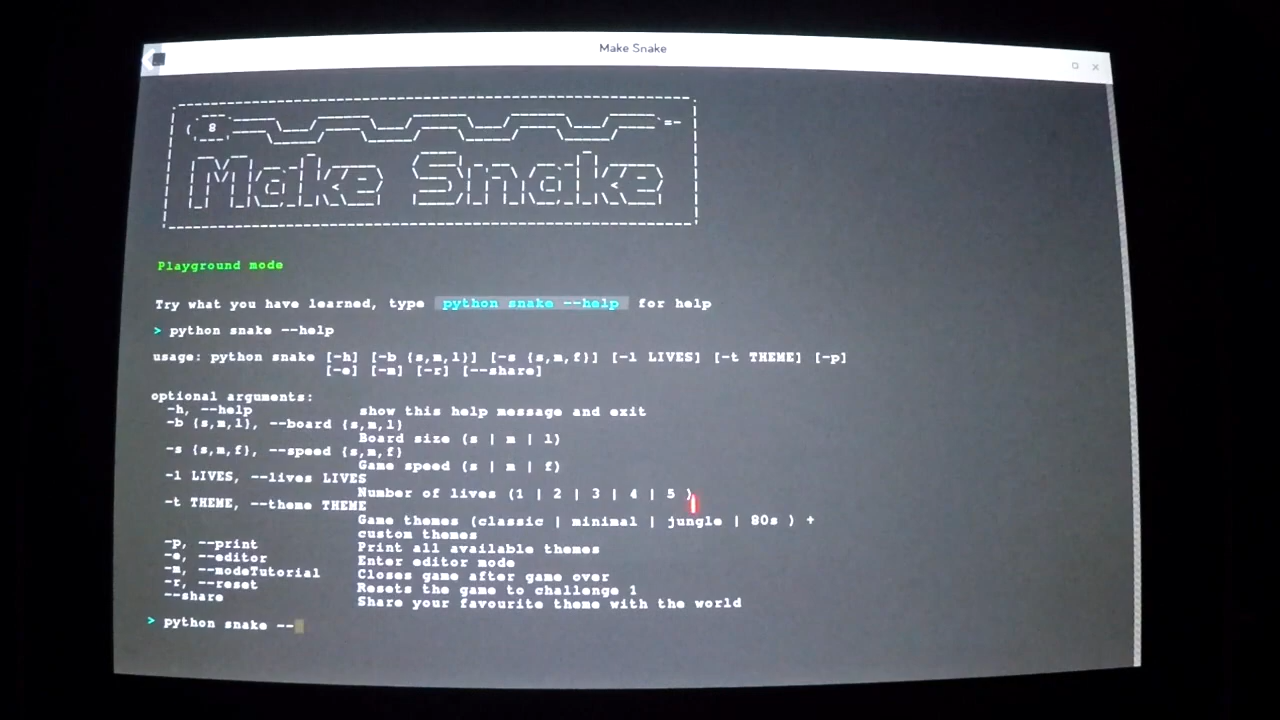 Make Snake
8
Make Snake
Playground mode
Try what you have learned, type python snake --help for help
> python snake --help
usage: python snake [-h] [-b {s,m,l}] [-s {s,m,f}] [-l LIVES] [-t THEME] [-p]
[-e] [-m] [-r] [--share]
optional arguments:
-h, --help show this help message and exit
-b {s,m,l}, --board {s,m,l}
Board size (s | m | l)
-s {s,m,f}, --speed {s,m,f}
Game speed (s | m | f)
-l LIVES, --lives LIVES
Number of lives (1 | 2 | 3 | 4 | 5 )
-t THEME, --theme THEME
Game themes (classic | minimal | jungle | 80s ) +
custom themes
-p, --print Print all available themes
-e, --editor Enter editor mode
-m, --modeTutorial Closes game after game over
-r, --reset Resets the game to challenge 1
--share Share your favourite theme with the world
> python snake --